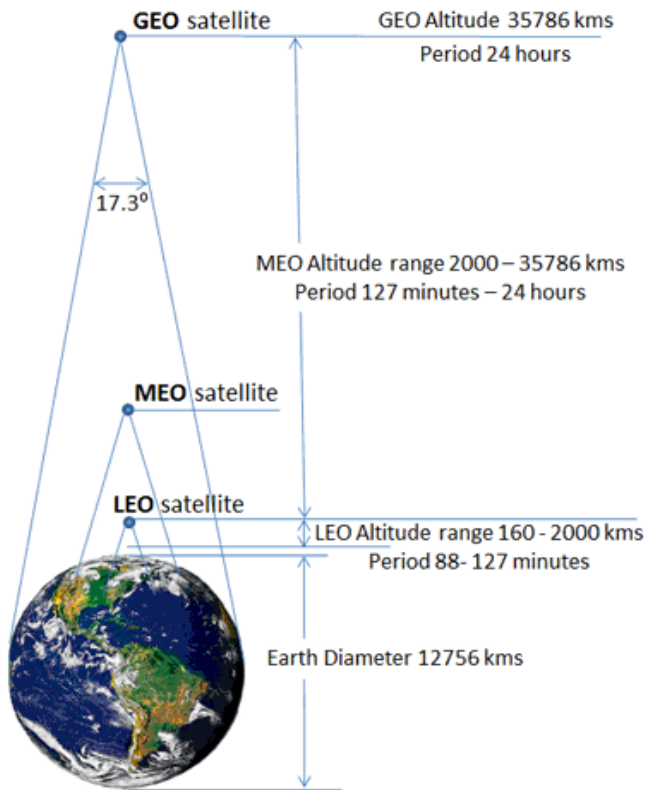 GEO satellite
GEO Altitude 35786 kms
Period 24 hours
17.3⁰
MEO Altitude range 2000 – 35786 kms
Period 127 minutes – 24 hours
MEO satellite
LEO satellite
LEO Altitude range 160 - 2000 kms
Period 88- 127 minutes
Earth Diameter 12756 kms